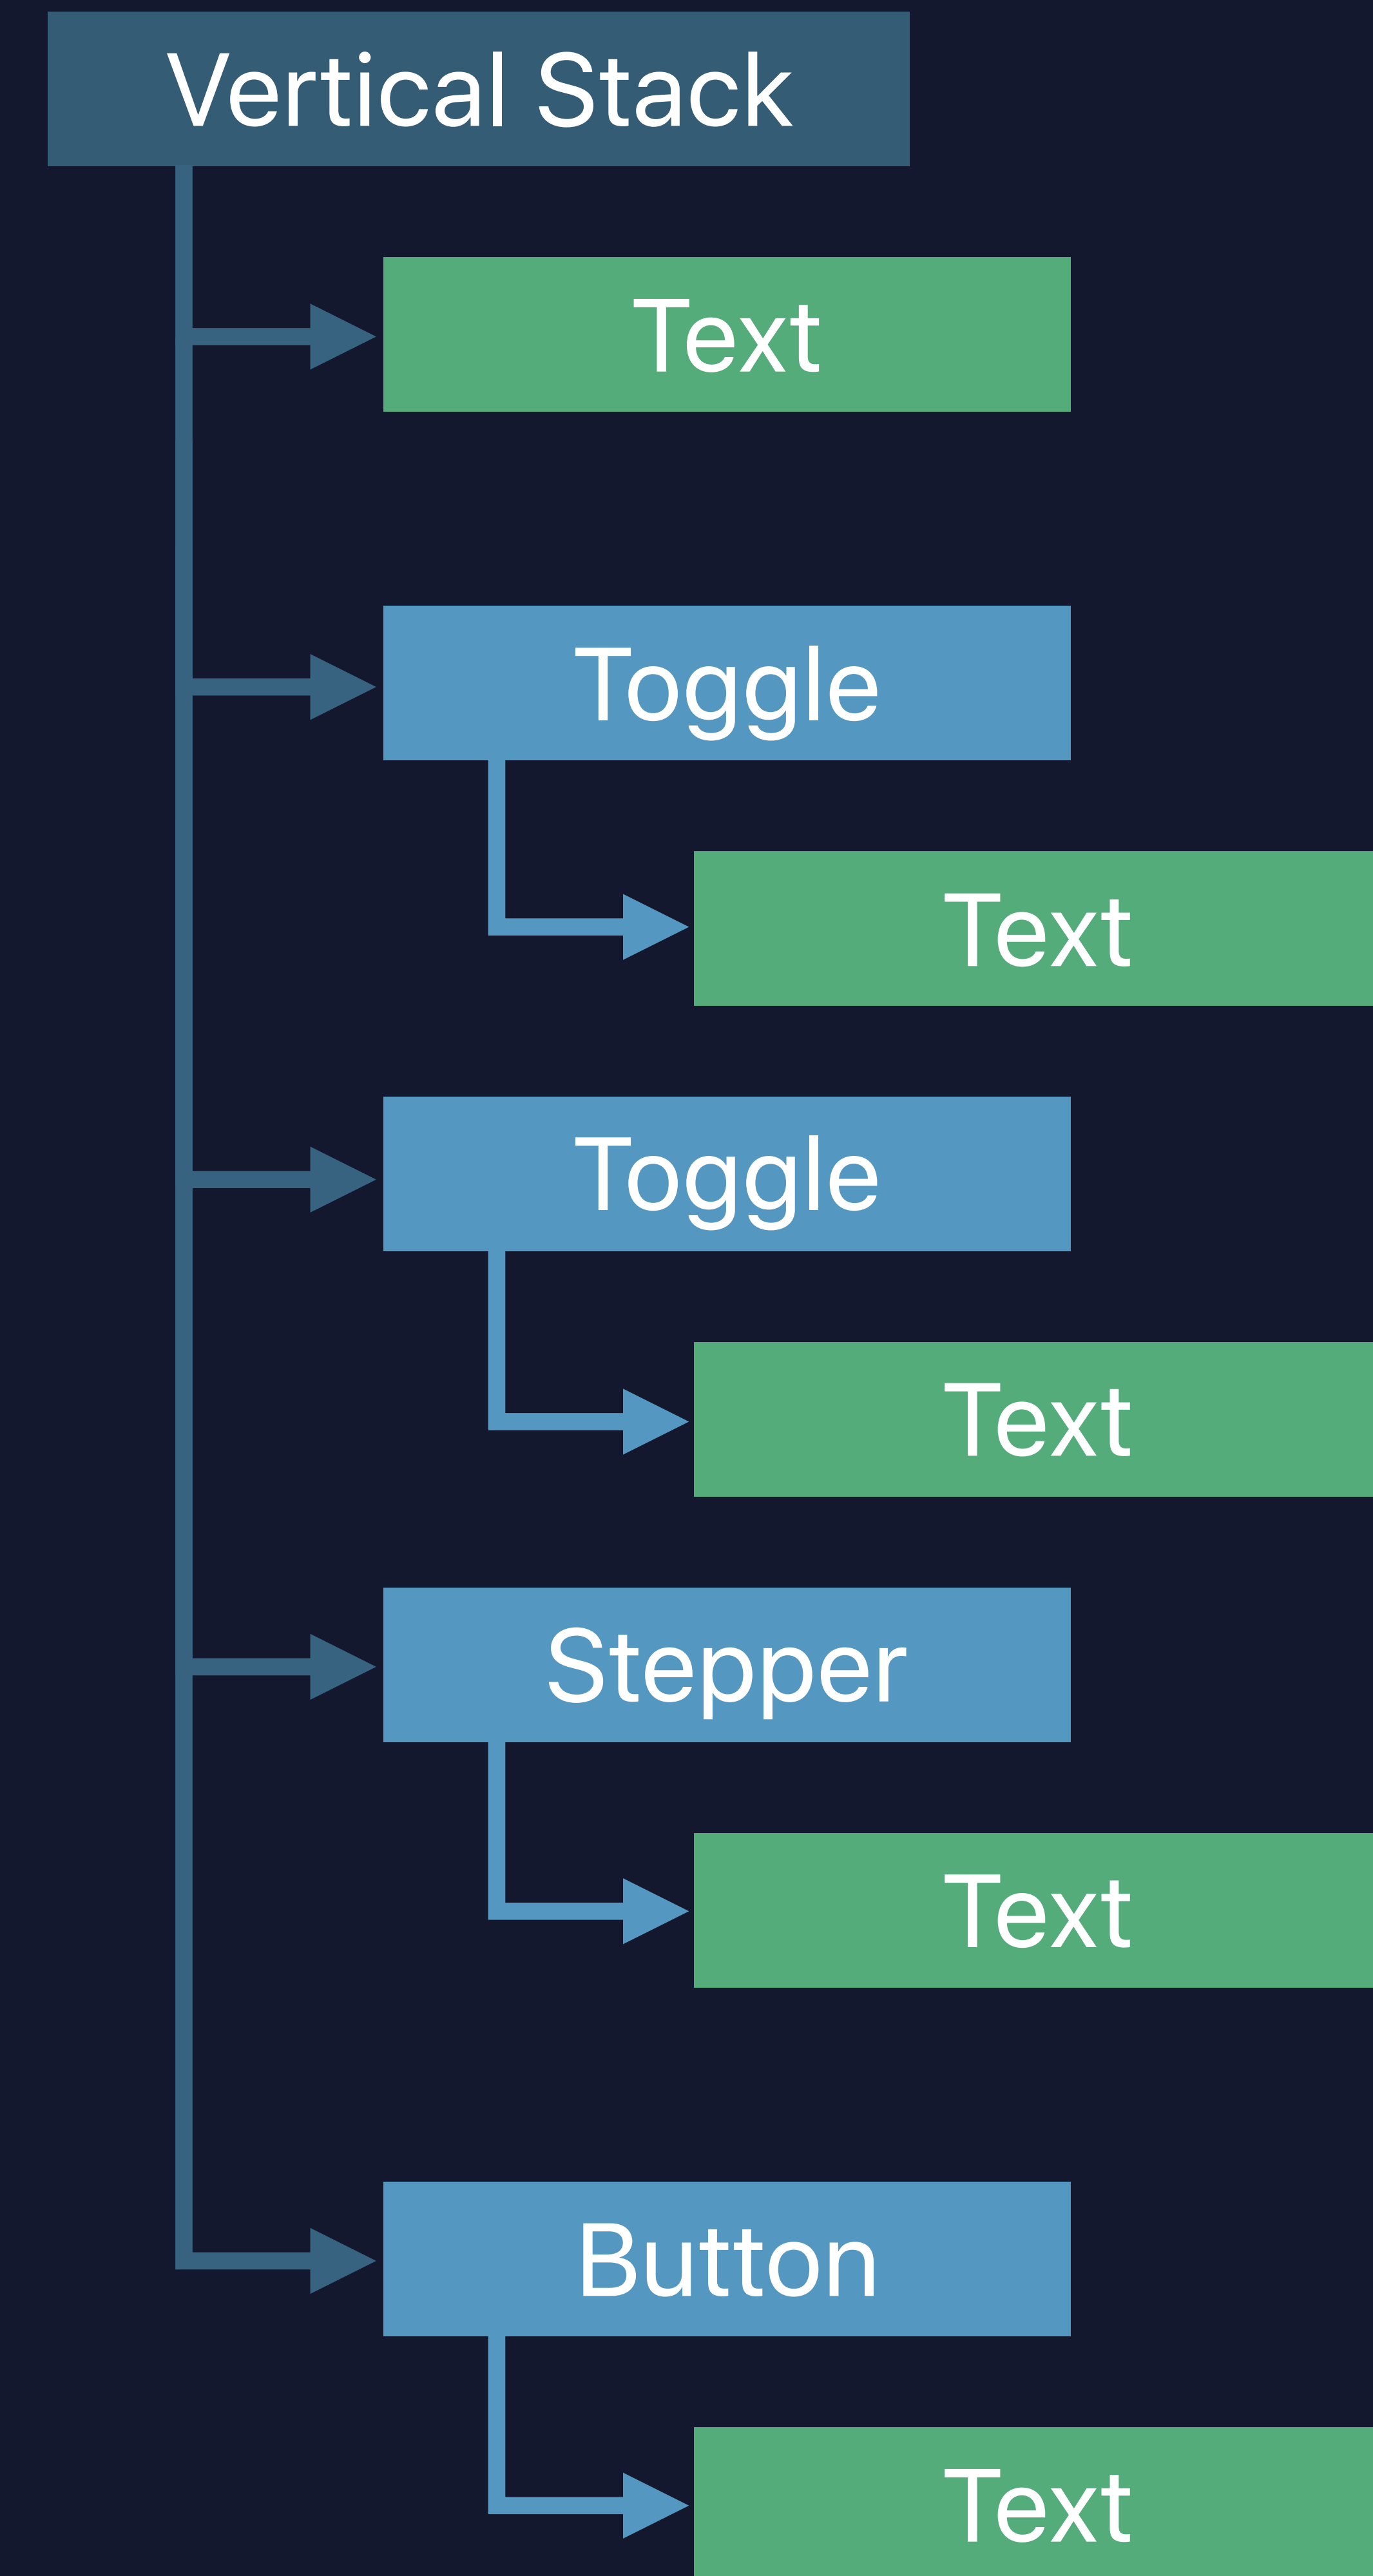 Vertical Stack
Text
Toggle
Text
Toggle
Text
Stepper
Text
Button
Text